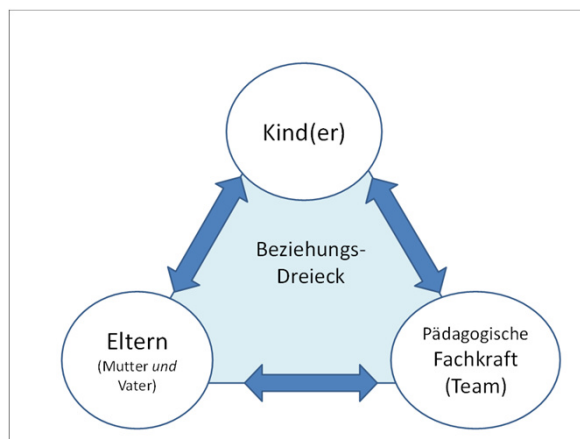 Kind(er)
Beziehungs-
Dreieck
Eltern
(Mutter und
Vater)
Pädagogische
Fachkraft
(Team)